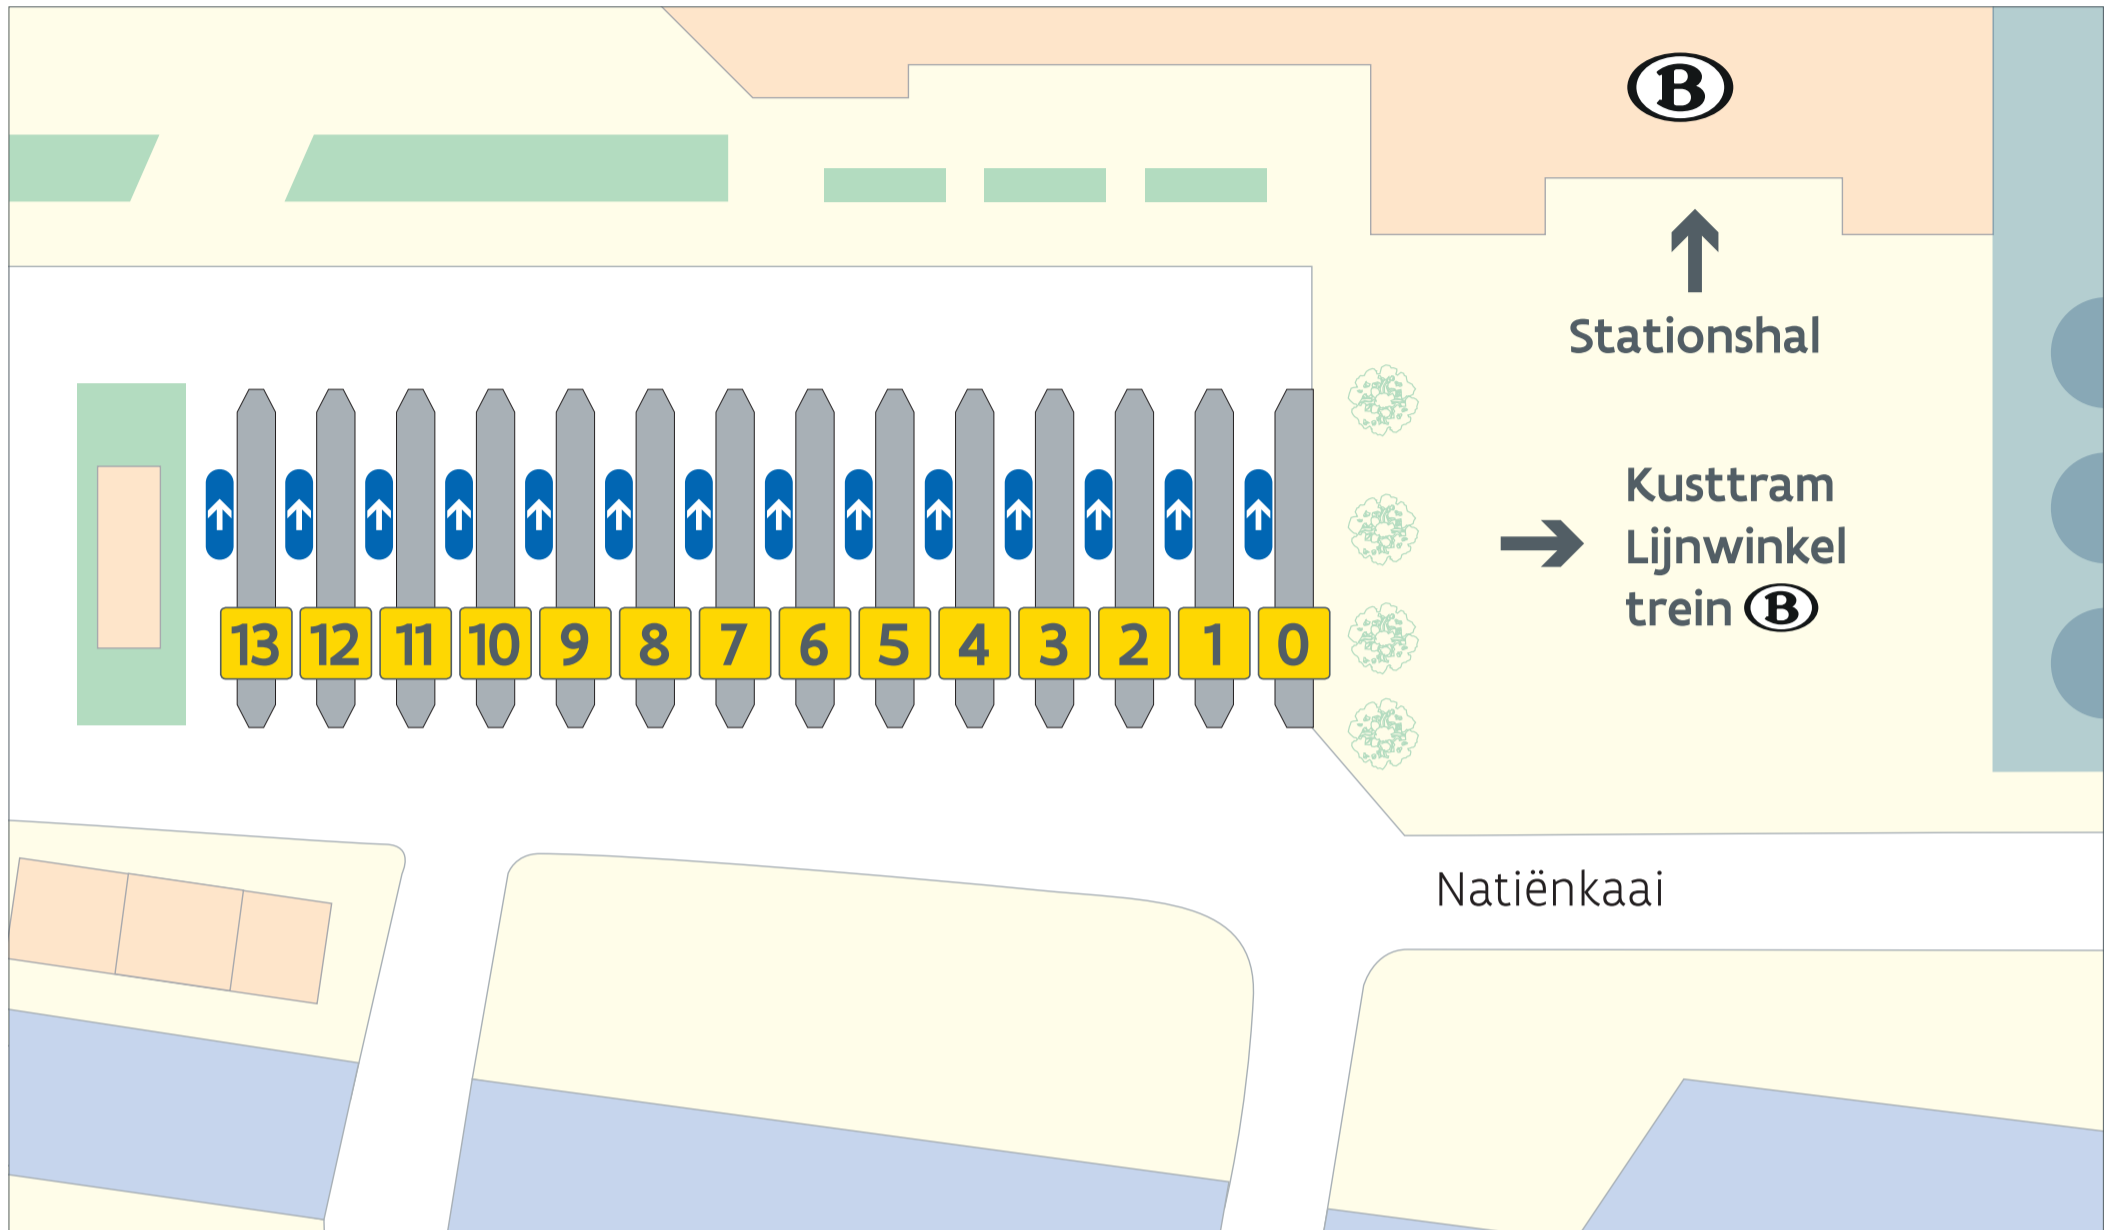 B
Stationshal
Kusttram
Lijnwinkel
trein B
13 12 11 10 9 8 7 6 5 4 3 2 1 0
Natiënkaai